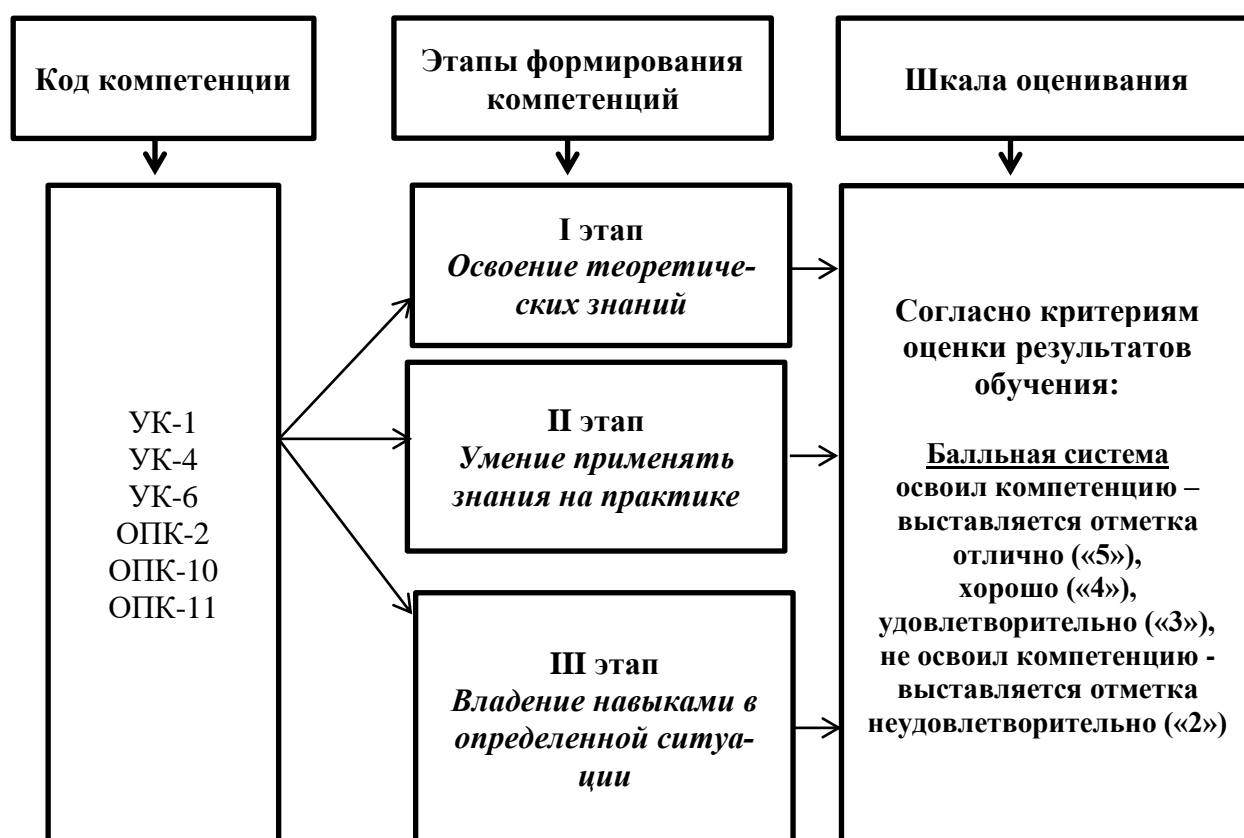 Код компетенции
Этапы формирования
компетенций
Шкала оценивания
УК-1
УК-4
УК-6
ОПК-2
ОПК-10
ОПК-11
I этап
Освоение теоретиче-
ских знаний
II этап
Умение применять
знания на практике
III этап
Владение навыками в
определенной ситуа-
ции
Согласно критериям
оценки результатов
обучения:
Балльная система
освоил компетенцию –
выставляется отметка
отлично («5»),
хорошо («4»),
удовлетворительно («3»),
не освоил компетенцию -
выставляется отметка
неудовлетворительно («2»)